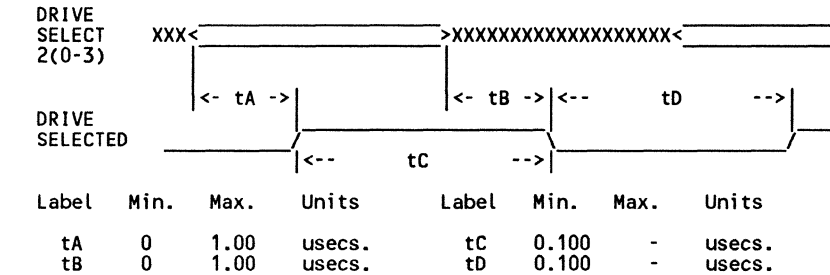 DRIVE
SELECT XXX< >XXXXXXXXXXXXXXXXXXX<
2(0-3)
|<- tA ->| |<- tB ->|<-- tD -->|
DRIVE
SELECTED
|<-- tC -->|
Label Min. Max. Units Label Min. Max. Units
tA 0 1.00 usecs. tC 0.100 - usecs.
tB 0 1.00 usecs. tD 0.100 - usecs.